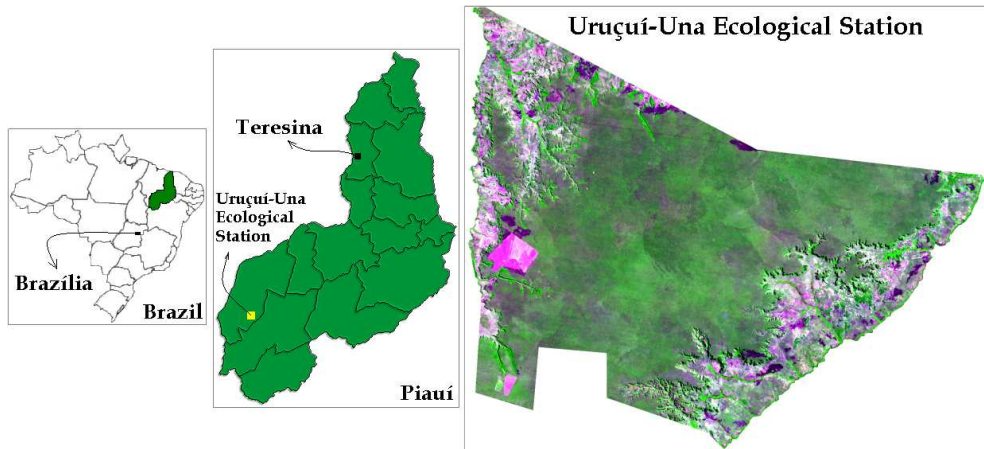 Brazília
Brazil
Teresina
Uruçuí-Una
Ecological
Station
Piauí
Uruçuí-Una Ecological Station